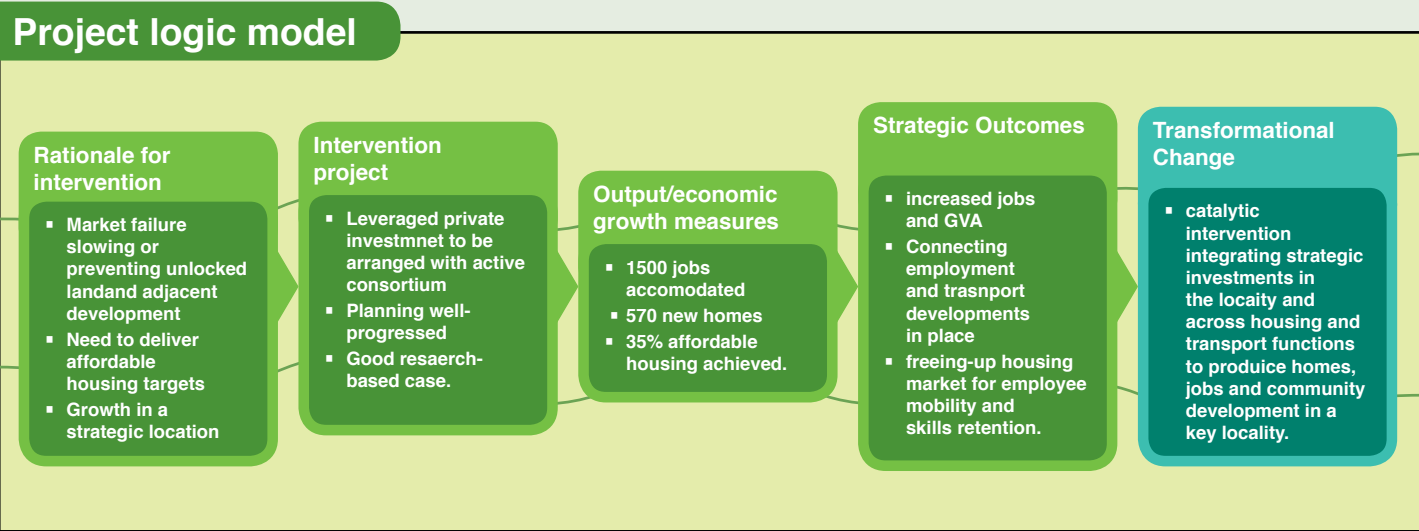 Project logic model
Rationale for
intervention
▪ Market failure
slowing or
preventing unlocked
landand adjacent
development
▪ Need to deliver
affordable
housing targets
▪ Growth in a
strategic location
Intervention
project
▪ Leveraged private
investmnet to be
arranged with active
consortium
▪ Planning well-
progressed
▪ Good resaerch-
based case.
Output/economic
growth measures
▪ 1500 jobs
accomodated
▪ 570 new homes
▪ 35% affordable
housing achieved.
Strategic Outcomes
▪ increased jobs
and GVA
▪ Connecting
employment
and trasnport
developments
in place
▪ freeing-up housing
market for employee
mobility and
skills retention.
Transformational
Change
▪ catalytic
intervention
integrating strategic
investments in
the locaity and
across housing and
transport functions
to produice homes,
jobs and community
development in a
key locality.